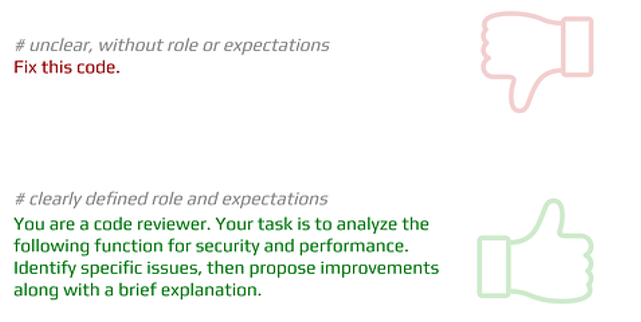 # unclear, without role or expectations
Fix this code.
# clearly defined role and expectations
You are a code reviewer. Your task is to analyze the
following function for security and performance.
Identify specific issues, then propose improvements
along with a brief explanation.